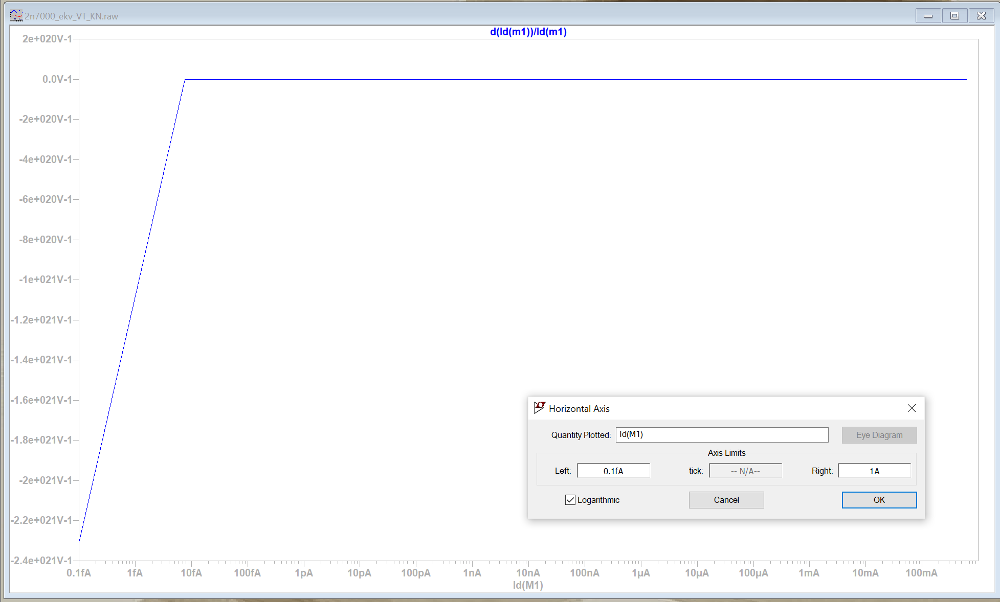 2n7000_ekv_VT_KN.raw
d(Id(m1))/Id(m1)
2e+020V-1
0.0V-1
-2e+020V-1
-4e+020V-1
-6e+020V-1
-8e+020V-1
-1e+021V-1
-1.2e+021V-1
-1.4e+021V-1
-1.6e+021V-1
-1.8e+021V-1
-2e+021V-1
-2.2e+021V-1
-2.4e+021V-1
0.1fA 1fA 10fA 100fA 1pA 10pA 100pA 1nA 10nA 100nA 1µA 10µA 100µA 1mA 10mA 100mA
Id(M1)
Horizontal Axis
Quantity Plotted: Id(M1) Eye Diagram
Axis Limits
Left: 0.1fA tick: -- N/A-- Right: 1A
Logarithmic Cancel OK